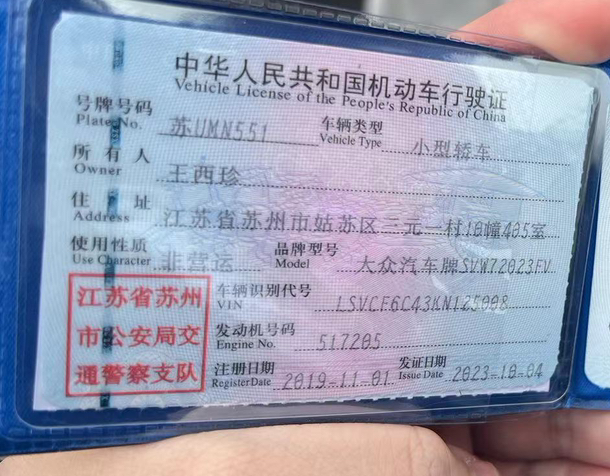 中华人民共和国机动车行驶证
Vehicle License of the People's Republic of China
号牌号码 苏UMN551 车辆类型 小型轿车
Plate No. Vehicle Type
所有人 王西珍
Owner
住址 江苏省苏州市姑苏区三元一村10幢405室
Address
使用性质 非营运 品牌型号 大众汽车牌SVW72023FV
Use Character Model
江苏省苏州
市公安局交
通警察支队
车辆识别代号 LSVCF6C43KN125008
VIN
发动机号码 517205
Engine No.
注册日期 2019-11-01 发证日期 2023-10-04
Register Date Issue Date